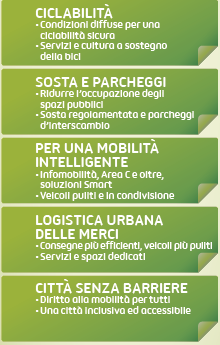 CICLABILITÀ
• Condizioni diffuse per una
ciclabilità sicura
• Servizi e cultura a sostegno
della bici
SOSTA E PARCHEGGI
• Ridurre l'occupazione degli
spazi pubblici
• Sosta regolamentata e parcheggi
d'interscambio
PER UNA MOBILITÀ
INTELLIGENTE
• Infomobilità, Area C e oltre,
soluzioni Smart
• Veicoli puliti e in condivisione
LOGISTICA URBANA
DELLE MERCI
• Consegne più efficienti, veicoli più puliti
• Servizi e spazi dedicati
CITTÀ SENZA BARRIERE
• Diritto alla mobilità per tutti
• Una città inclusiva ed accessibile